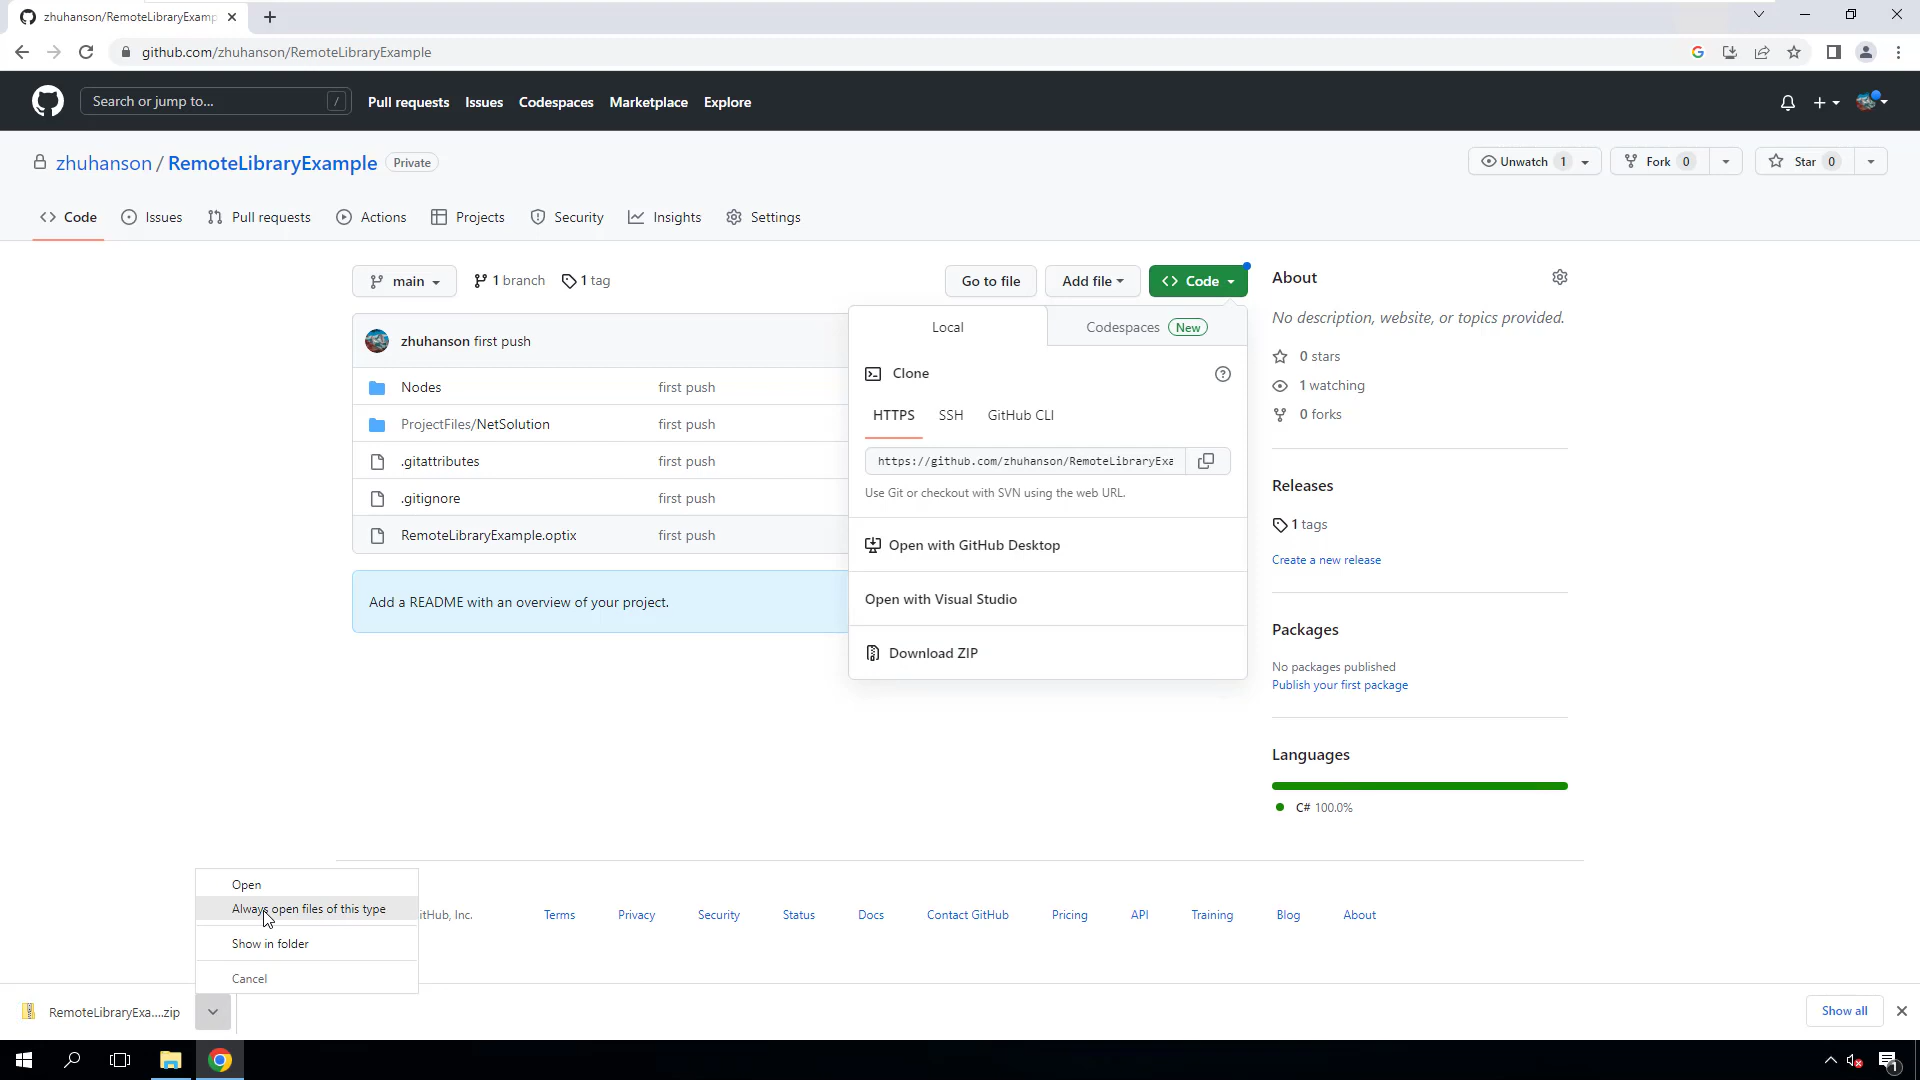 zhuhanson/RemoteLibraryExamp
github.com/zhuhanson/RemoteLibraryExample
Search or jump to... /
Pull requests Issues Codespaces Marketplace Explore
zhuhanson / RemoteLibraryExample Private
Unwatch 1 Fork 0 Star 0
Code Issues Pull requests Actions Projects Security Insights Settings
main 1 branch 1 tag
Go to file Add file Code
zhuhanson first push
Nodes first push
ProjectFiles/NetSolution first push
.gitattributes first push
.gitignore first push
RemoteLibraryExample.optix first push
Add a README with an overview of your project.
Local Codespaces New
Clone
HTTPS SSH GitHub CLI
https://github.com/zhuhanson/RemoteLibraryExa
Use Git or checkout with SVN using the web URL.
Open with GitHub Desktop
Open with Visual Studio
Download ZIP
About
No description, website, or topics provided.
0 stars
1 watching
0 forks
Releases
1 tags
Create a new release
Packages
No packages published
Publish your first package
Languages
C# 100.0%
Open
Always open files of this type
Show in folder
Cancel
itHub, Inc. Terms Privacy Security Status Docs Contact GitHub Pricing API Training Blog About
RemoteLibraryExa....zip
Show all
1